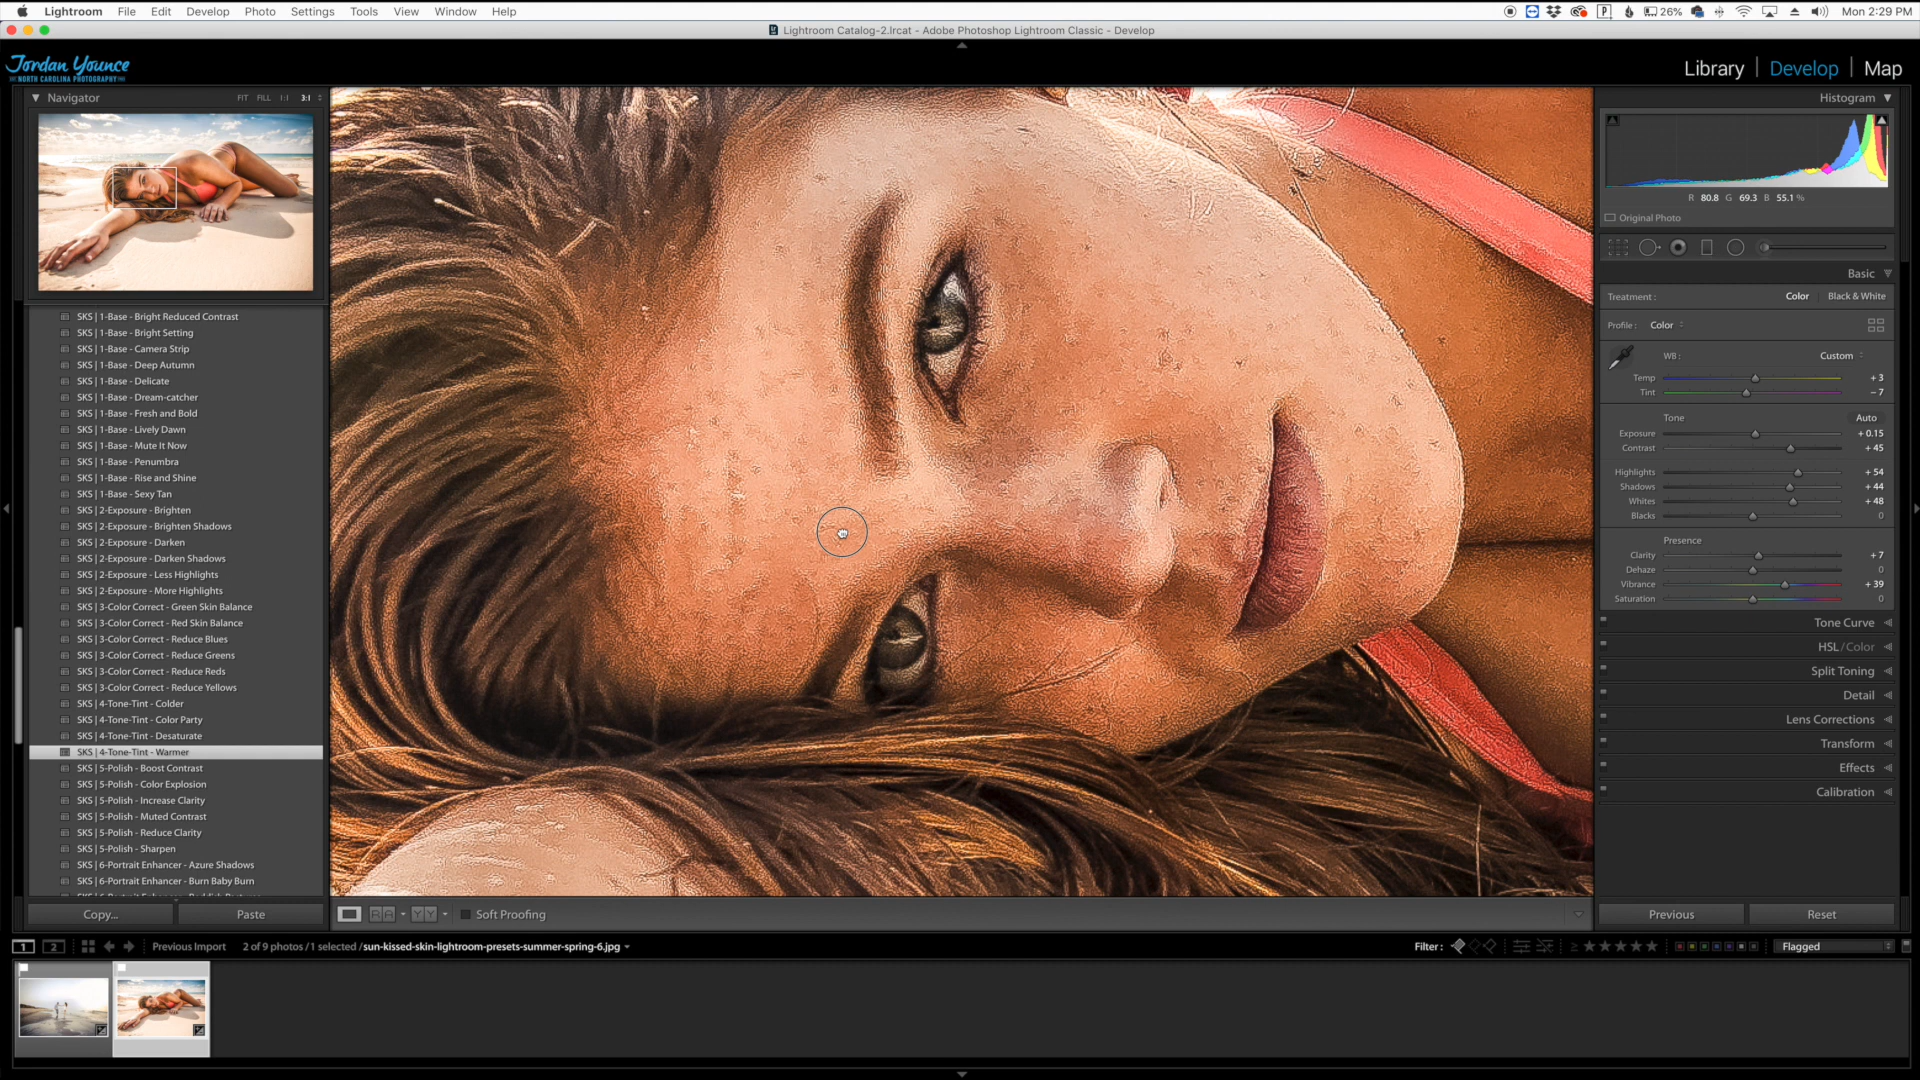 Lightroom File Edit Develop Photo Settings Tools View Window Help
26% Mon 2:29 PM
Lightroom Catalog-2.lrcat - Adobe Photoshop Lightroom Classic - Develop
Jordan Younce
NORTH CAROLINA PHOTOGRAPHY
Library | Develop | Map
Navigator FIT FILL 1:1 3:1
SKS | 1-Base - Bright Reduced Contrast
SKS | 1-Base - Bright Setting
SKS | 1-Base - Camera Strip
SKS | 1-Base - Deep Autumn
SKS | 1-Base - Delicate
SKS | 1-Base - Dream-catcher
SKS | 1-Base - Fresh and Bold
SKS | 1-Base - Lively Dawn
SKS | 1-Base - Mute It Now
SKS | 1-Base - Penumbra
SKS | 1-Base - Rise and Shine
SKS | 1-Base - Sexy Tan
SKS | 2-Exposure - Brighten
SKS | 2-Exposure - Brighten Shadows
SKS | 2-Exposure - Darken
SKS | 2-Exposure - Darken Shadows
SKS | 2-Exposure - Less Highlights
SKS | 2-Exposure - More Highlights
SKS | 3-Color Correct - Green Skin Balance
SKS | 3-Color Correct - Red Skin Balance
SKS | 3-Color Correct - Reduce Blues
SKS | 3-Color Correct - Reduce Greens
SKS | 3-Color Correct - Reduce Reds
SKS | 3-Color Correct - Reduce Yellows
SKS | 4-Tone-Tint - Colder
SKS | 4-Tone-Tint - Color Party
SKS | 4-Tone-Tint - Desaturate
SKS | 4-Tone-Tint - Warmer
SKS | 5-Polish - Boost Contrast
SKS | 5-Polish - Color Explosion
SKS | 5-Polish - Increase Clarity
SKS | 5-Polish - Muted Contrast
SKS | 5-Polish - Reduce Clarity
SKS | 5-Polish - Sharpen
SKS | 6-Portrait Enhancer - Azure Shadows
SKS | 6-Portrait Enhancer - Burn Baby Burn
Copy... Paste
Histogram
R 80.8 G 69.3 B 55.1 %
Original Photo
Basic
Treatment : Color Black & White
Profile : Color
WB : Custom
Temp + 3
Tint - 7
Tone Auto
Exposure + 0.15
Contrast + 45
Highlights + 54
Shadows + 44
Whites + 48
Blacks 0
Presence
Clarity + 7
Dehaze 0
Vibrance + 39
Saturation 0
Tone Curve
HSL / Color
Split Toning
Detail
Lens Corrections
Transform
Effects
Calibration
RA YY Soft Proofing
Previous Reset
1 2 Previous Import 2 of 9 photos / 1 selected / sun-kissed-skin-lightroom-presets-summer-spring-6.jpg
Filter : ≥ ★★★★★ Flagged